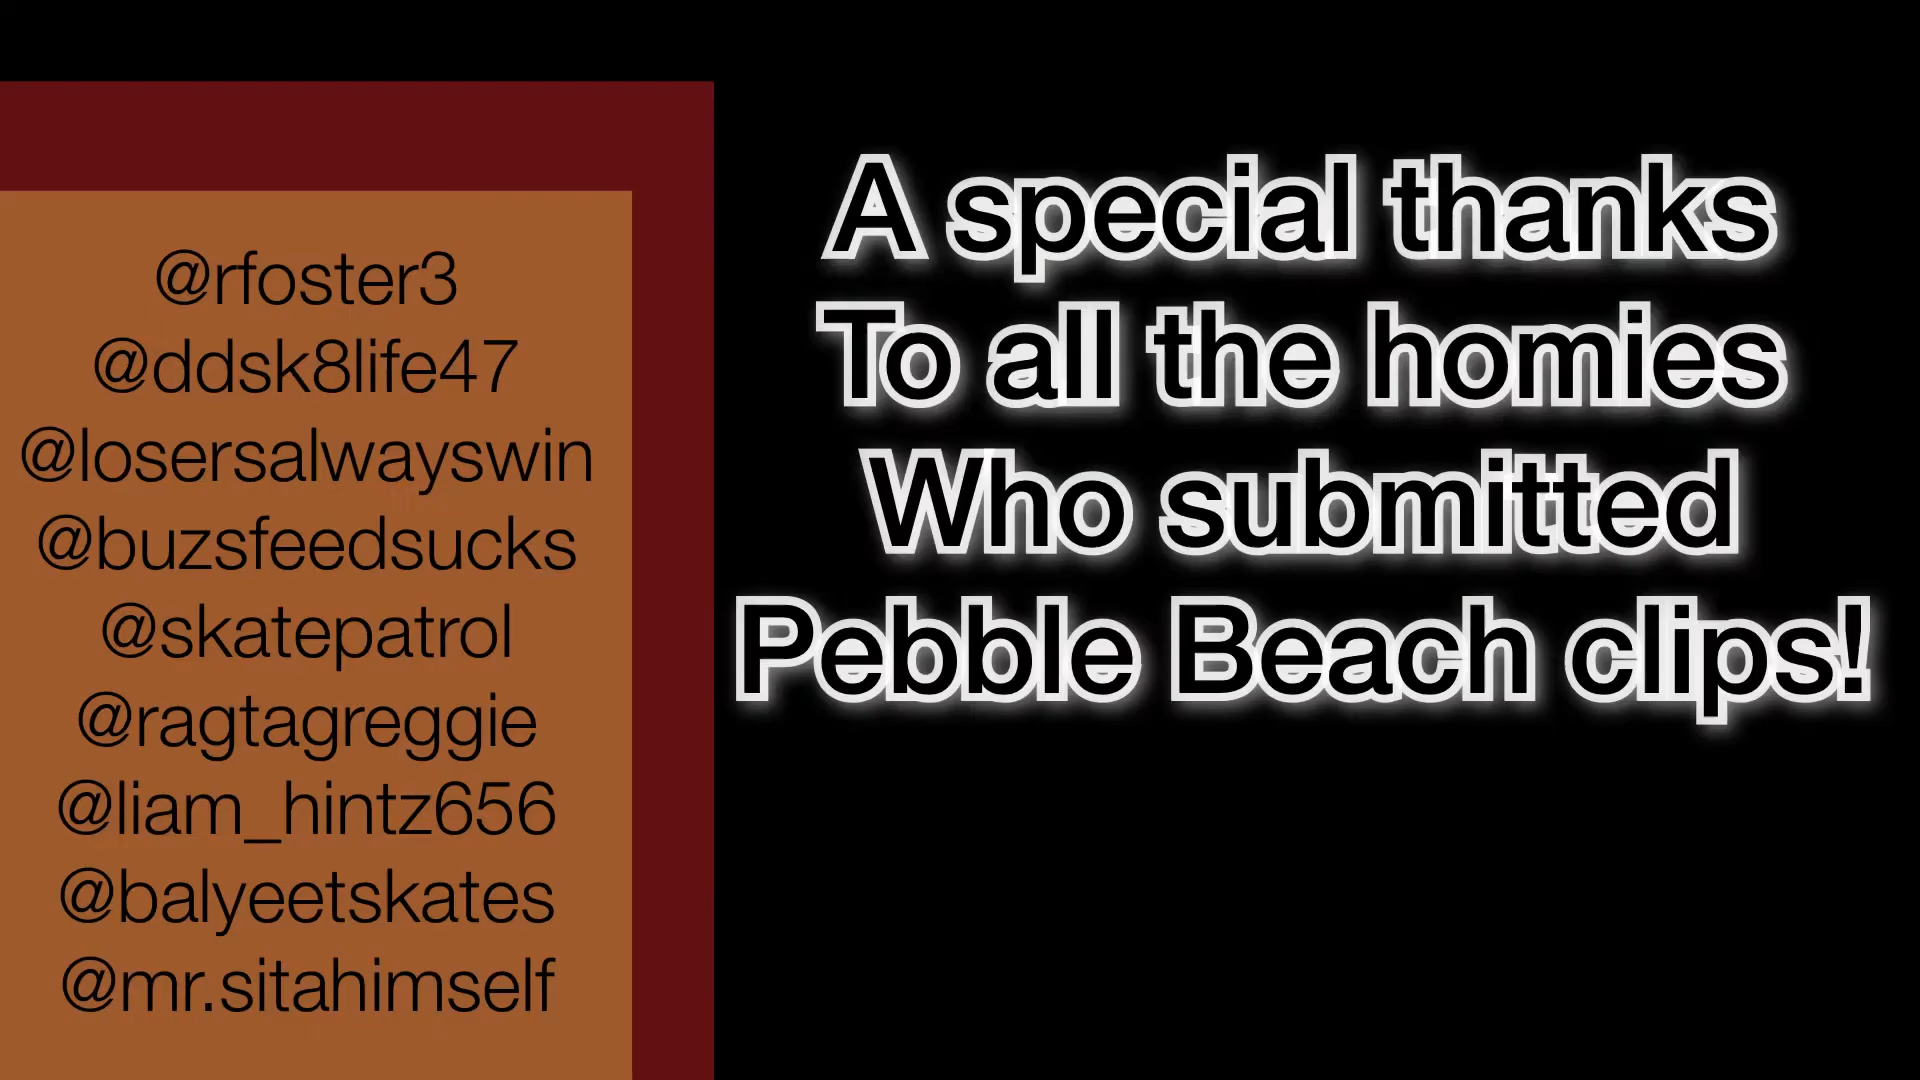 @rfoster3
@ddsk8life47
@losersalwayswin
@buzsfeedsucks
@skatepatrol
@ragtagreggie
@liam_hintz656
@balyeetskates
@mr.sitahimself
A special thanks
To all the homies
Who submitted
Pebble Beach clips!